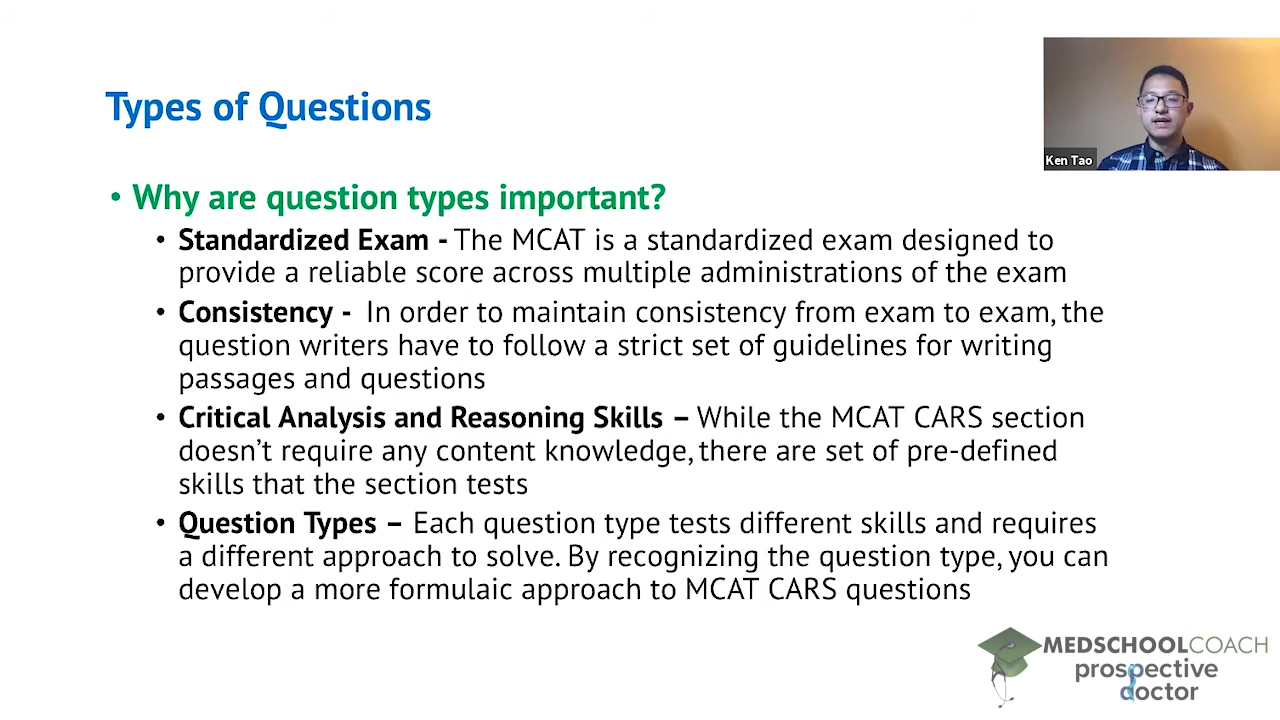 Types of Questions
Ken Tao
• Why are question types important?
• Standardized Exam - The MCAT is a standardized exam designed to
provide a reliable score across multiple administrations of the exam
• Consistency - In order to maintain consistency from exam to exam, the
question writers have to follow a strict set of guidelines for writing
passages and questions
• Critical Analysis and Reasoning Skills – While the MCAT CARS section
doesn't require any content knowledge, there are set of pre-defined
skills that the section tests
• Question Types – Each question type tests different skills and requires
a different approach to solve. By recognizing the question type, you can
develop a more formulaic approach to MCAT CARS questions
MEDSCHOOLCOACH
prospective
doctor